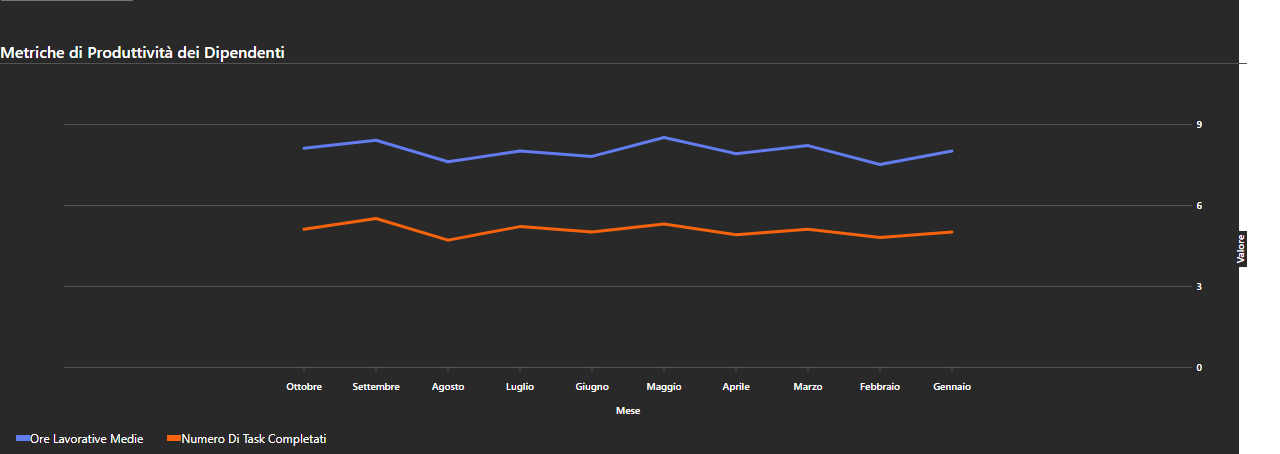 Metriche di Produttività dei Dipendenti
9
6
3
0
Valore
Ottobre Settembre Agosto Luglio Giugno Maggio Aprile Marzo Febbraio Gennaio
Mese
Ore Lavorative Medie Numero Di Task Completati